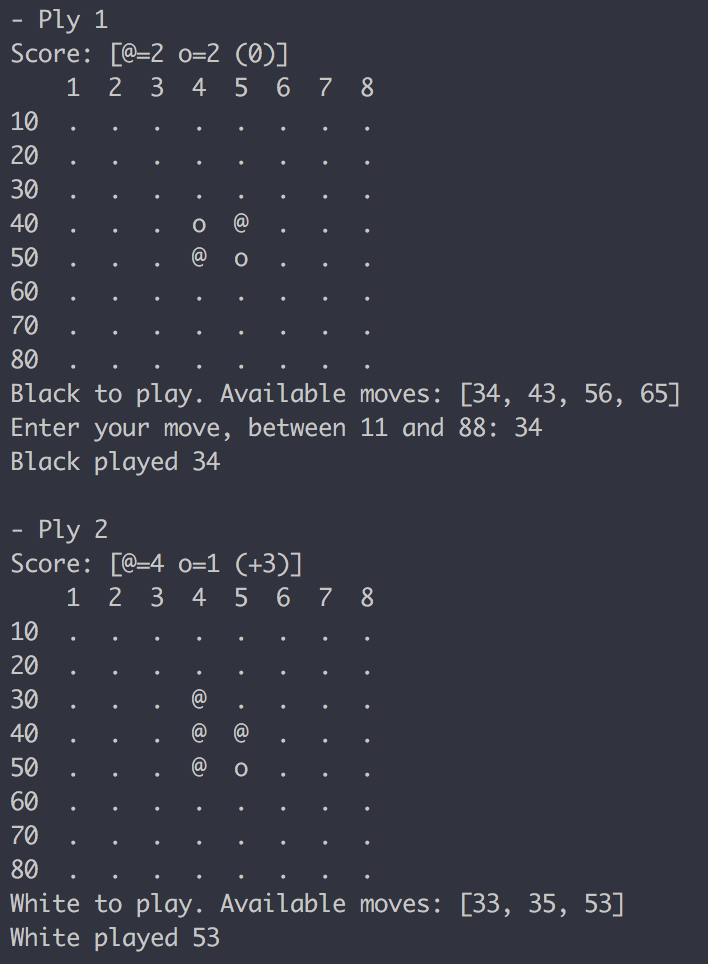 - Ply 1
Score: [@=2 o=2 (0)]
    1  2  3  4  5  6  7  8
10  .  .  .  .  .  .  .  .
20  .  .  .  .  .  .  .  .
30  .  .  .  .  .  .  .  .
40  .  .  .  o  @  .  .  .
50  .  .  .  @  o  .  .  .
60  .  .  .  .  .  .  .  .
70  .  .  .  .  .  .  .  .
80  .  .  .  .  .  .  .  .
Black to play. Available moves: [34, 43, 56, 65]
Enter your move, between 11 and 88: 34
Black played 34

- Ply 2
Score: [@=4 o=1 (+3)]
    1  2  3  4  5  6  7  8
10  .  .  .  .  .  .  .  .
20  .  .  .  .  .  .  .  .
30  .  .  .  @  .  .  .  .
40  .  .  .  @  @  .  .  .
50  .  .  .  @  o  .  .  .
60  .  .  .  .  .  .  .  .
70  .  .  .  .  .  .  .  .
80  .  .  .  .  .  .  .  .
White to play. Available moves: [33, 35, 53]
White played 53